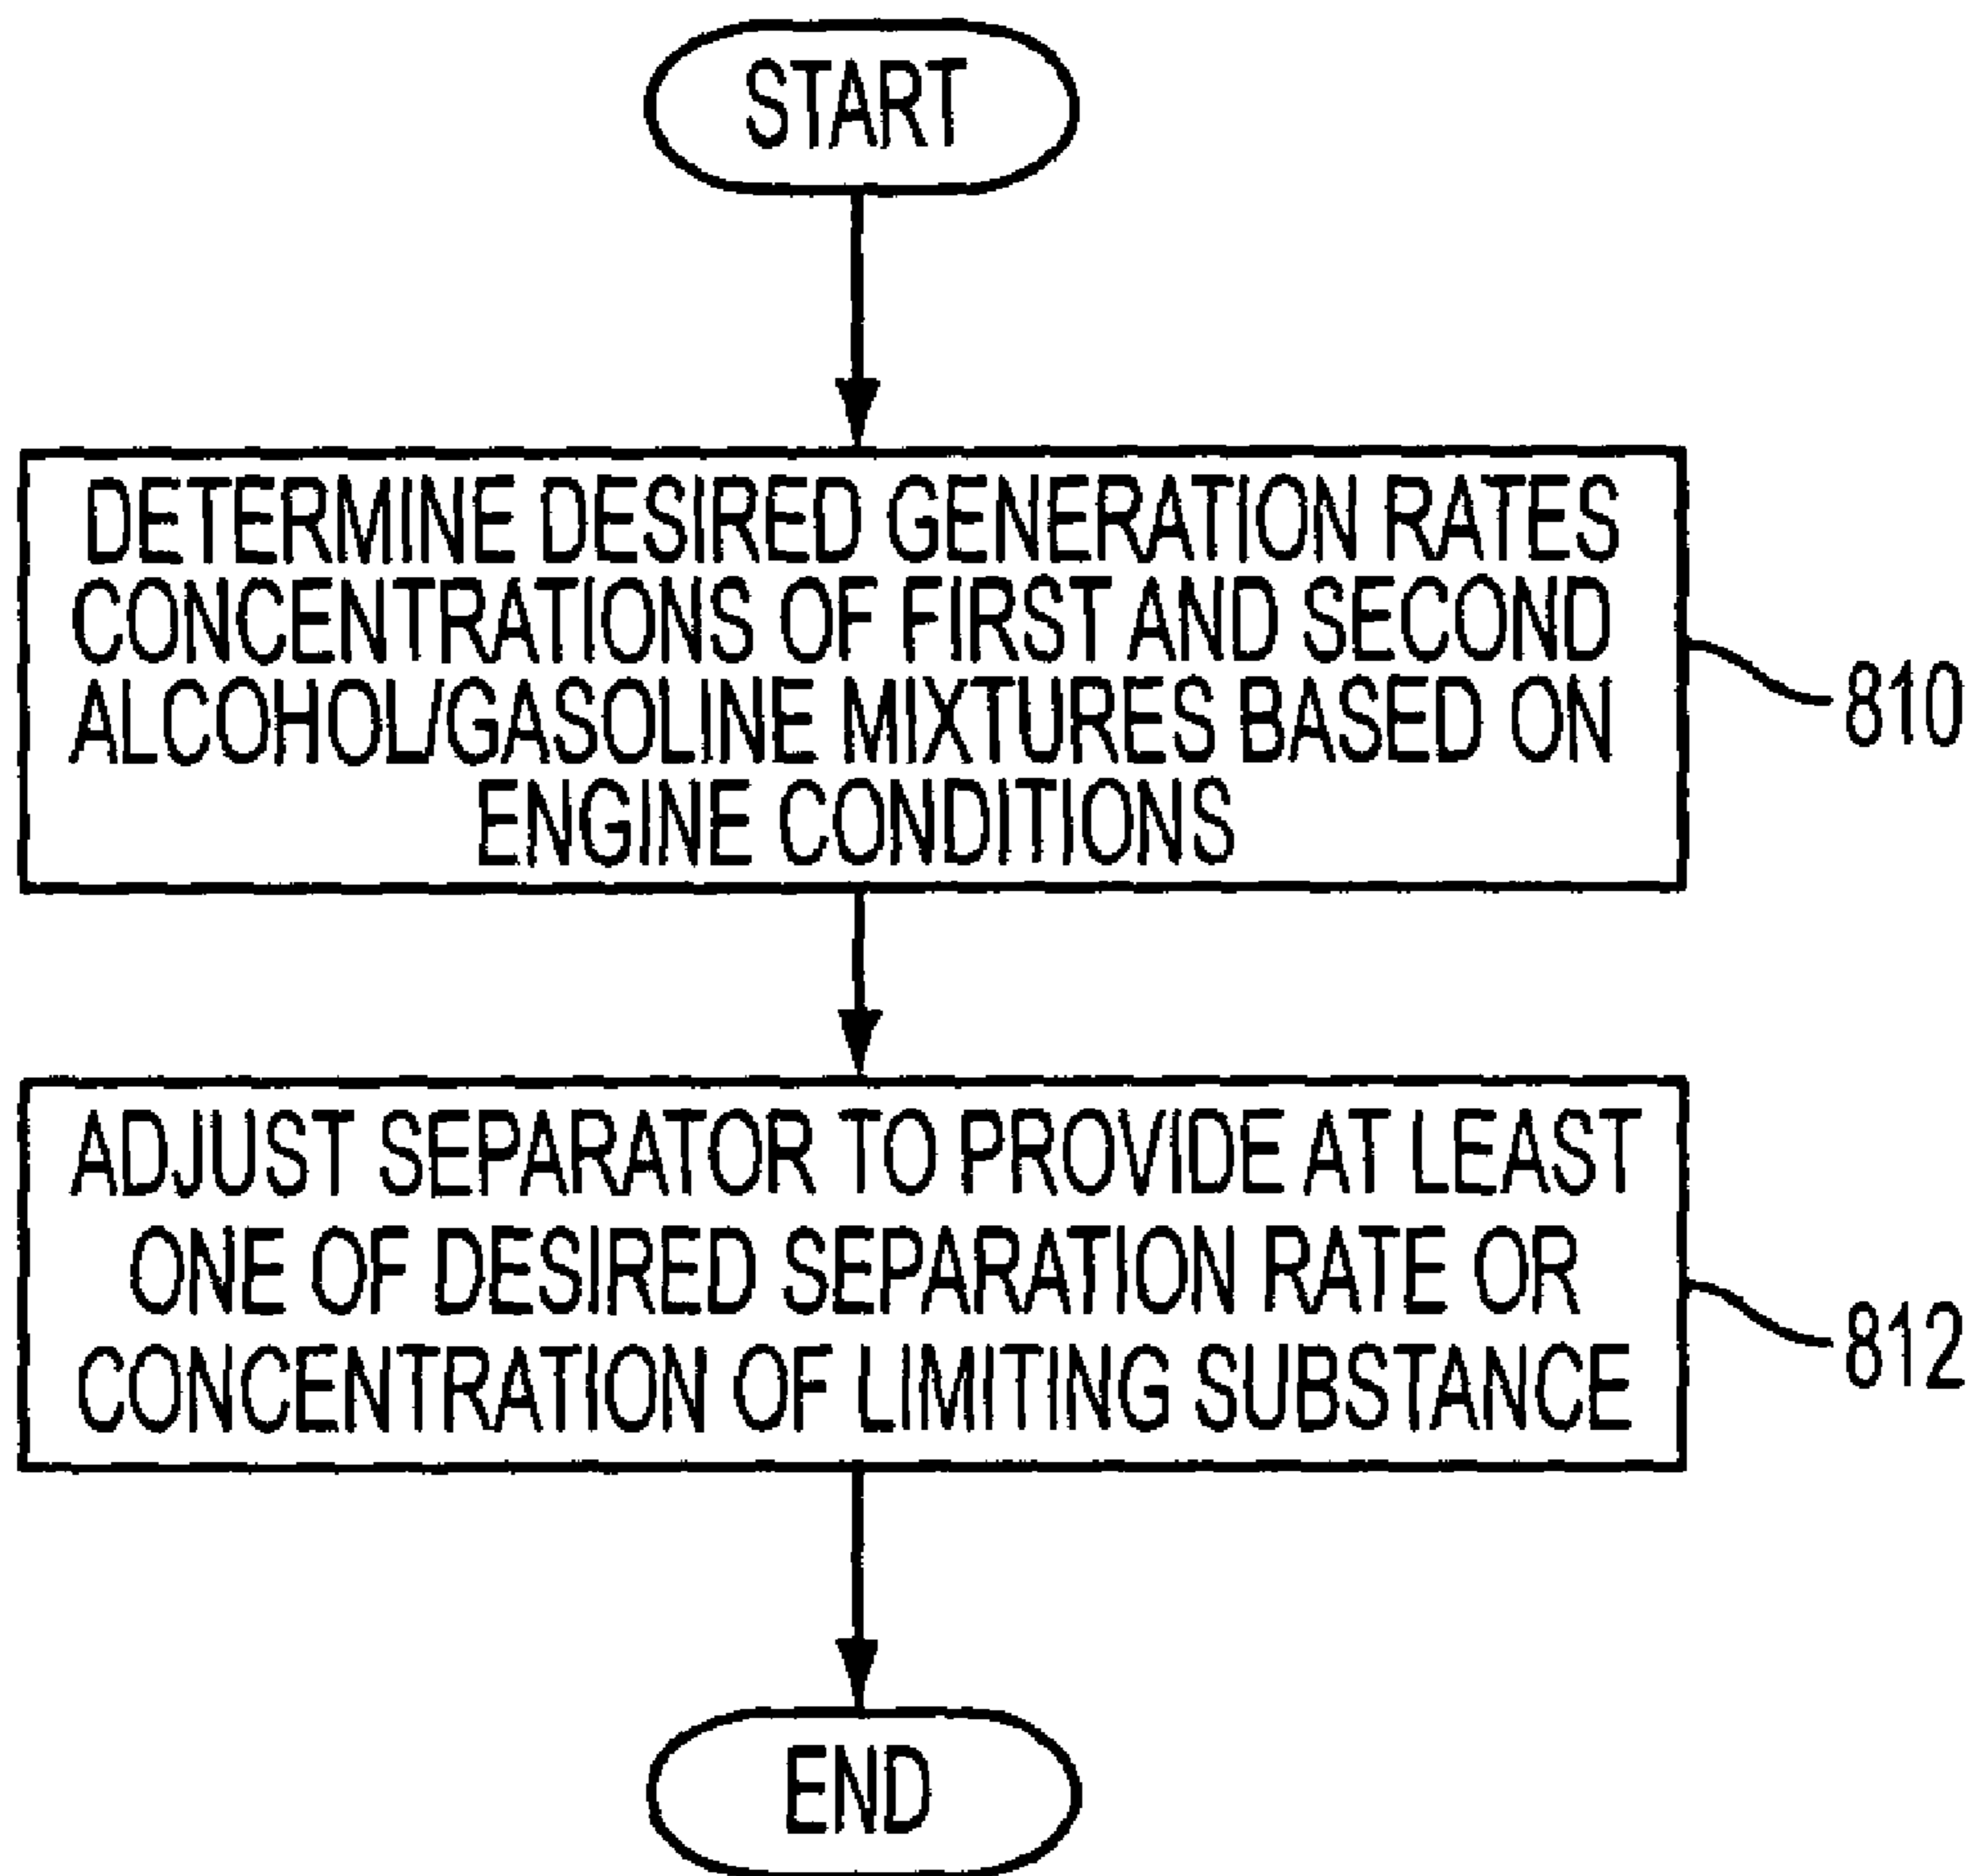 START
DETERMINE DESIRED GENERATION RATES
CONCENTRATIONS OF FIRST AND SECOND
ALCOHOL/GASOLINE MIXTURES BASED ON
ENGINE CONDITIONS
810
ADJUST SEPARATOR TO PROVIDE AT LEAST
ONE OF DESIRED SEPARATION RATE OR
CONCENTRATION OF LIMITING SUBSTANCE
812
END